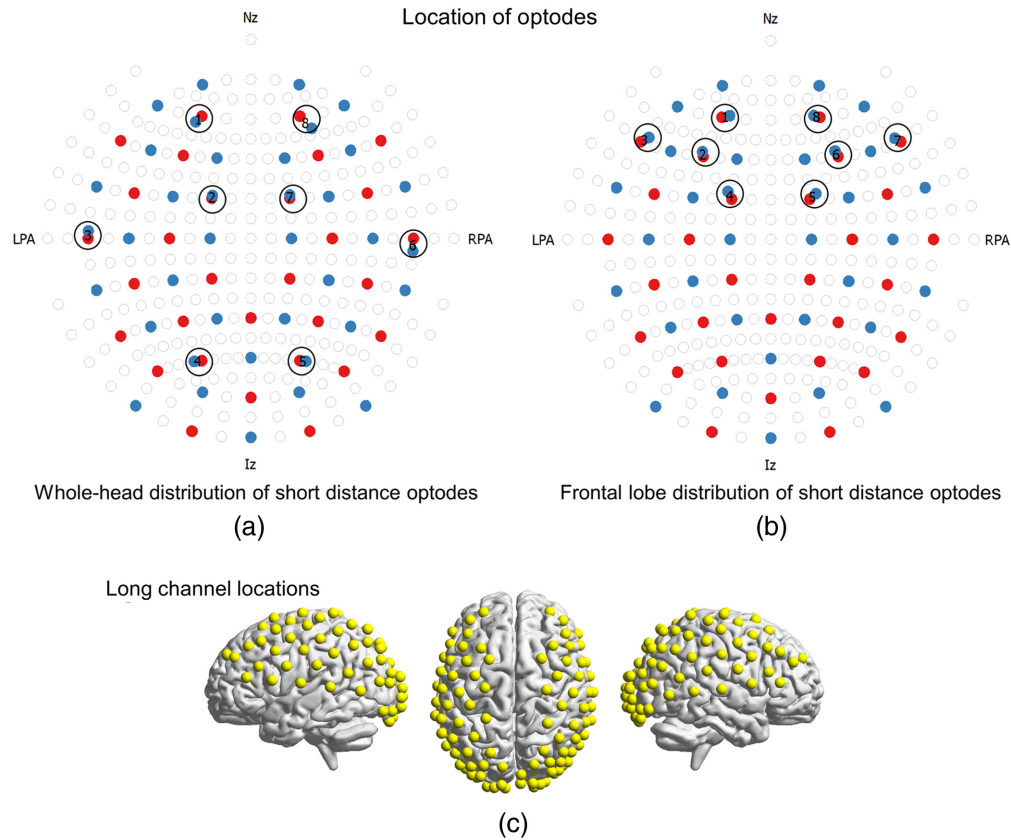 Location of optodes
Nz
Nz
1
8
1
8
3
7
2
6
2
7
4
5
3
6
LPA
RPA
LPA
RPA
4
5
Iz
Iz
Whole-head distribution of short distance optodes
Frontal lobe distribution of short distance optodes
(a)
(b)
Long channel locations
(c)